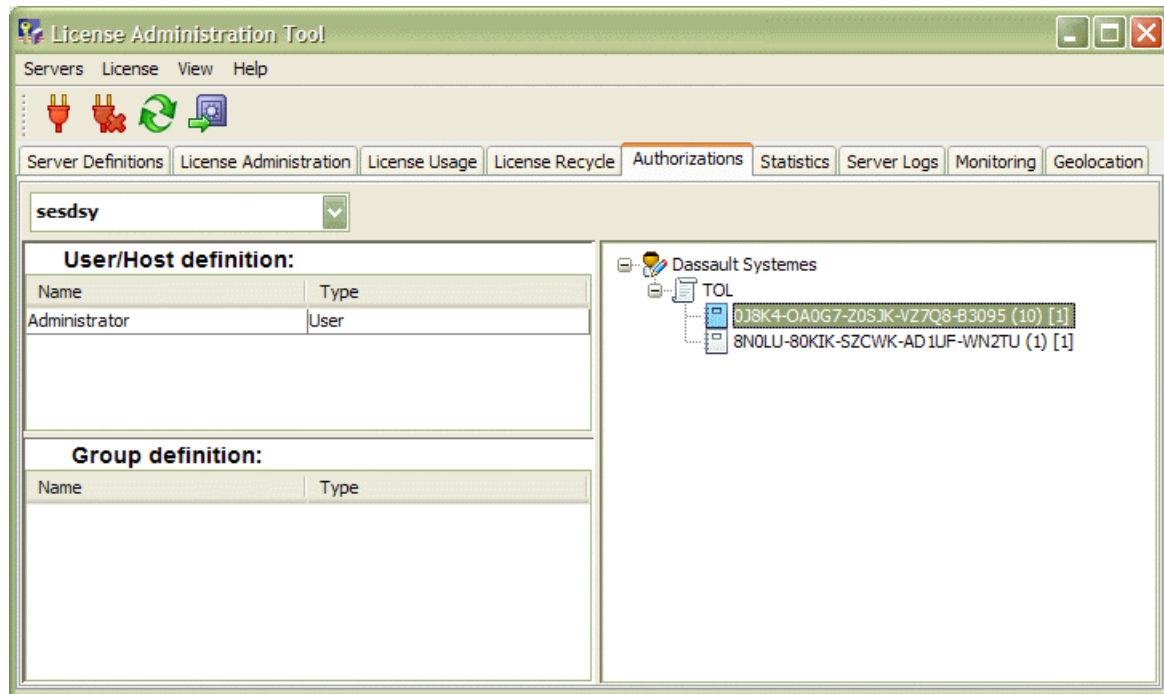 License Administration Tool
Servers License View Help
Server Definitions License Administration License Usage License Recycle Authorizations Statistics Server Logs Monitoring Geolocation
sesdsy
User/Host definition:
Name Type
Administrator User
Group definition:
Name Type
Dassault Systemes
TOL
0J8K4-OA0G7-Z0SJK-VZ7Q8-B3095 (10) [1]
8N0LU-80KIK-SZCWK-AD1UF-WN2TU (1) [1]